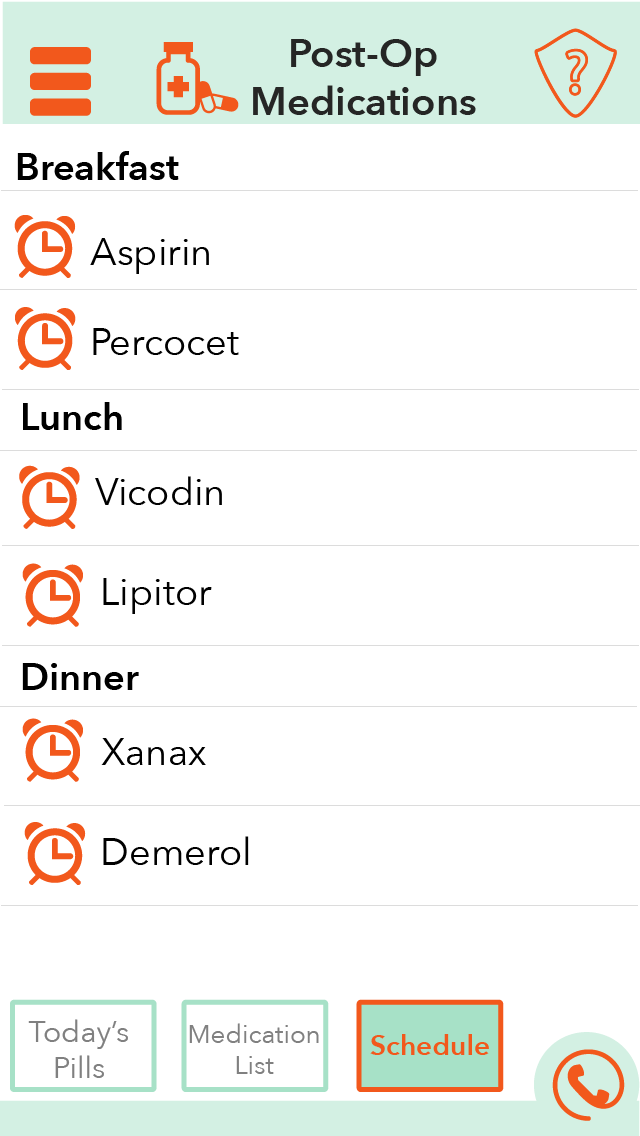 Post-Op
Medications
?
Breakfast
Aspirin
Percocet
Lunch
Vicodin
Lipitor
Dinner
Xanax
Demerol
Today’s
Pills
Medication
List
Schedule